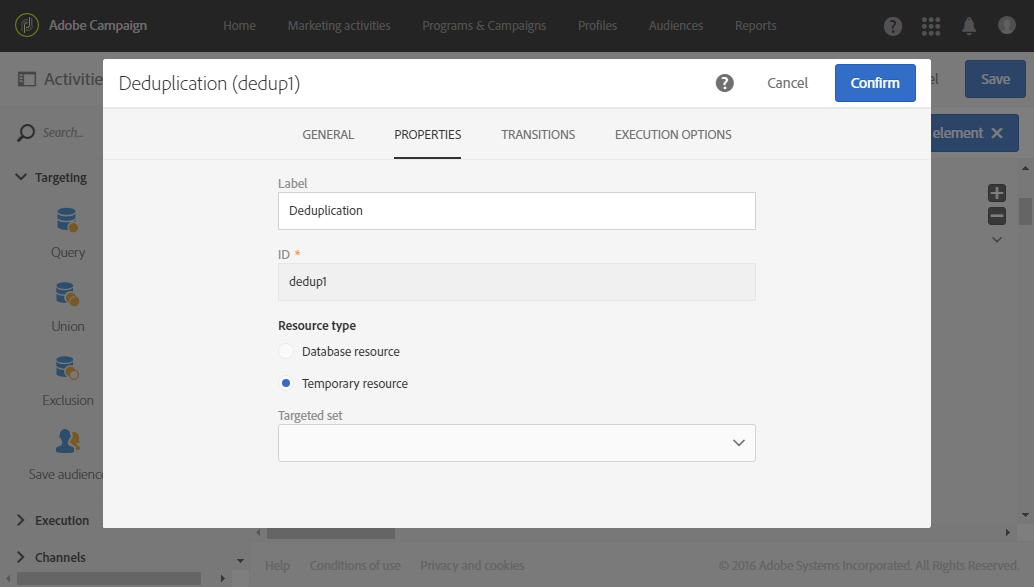 Adobe Campaign Home Marketing activities Programs & Campaigns Profiles Audiences Reports ?
Activitie
Deduplication (dedup1) ? Cancel Confirm
el Save
Search...
GENERAL PROPERTIES TRANSITIONS EXECUTION OPTIONS
element ×
Targeting
Query
Union
Exclusion
Save audience
Execution
Channels
Label
Deduplication
ID *
dedup1
Resource type
Database resource
Temporary resource
Targeted set
Help Conditions of use Privacy and cookies © 2016 Adobe Systems Incorporated. All Rights Reserved.